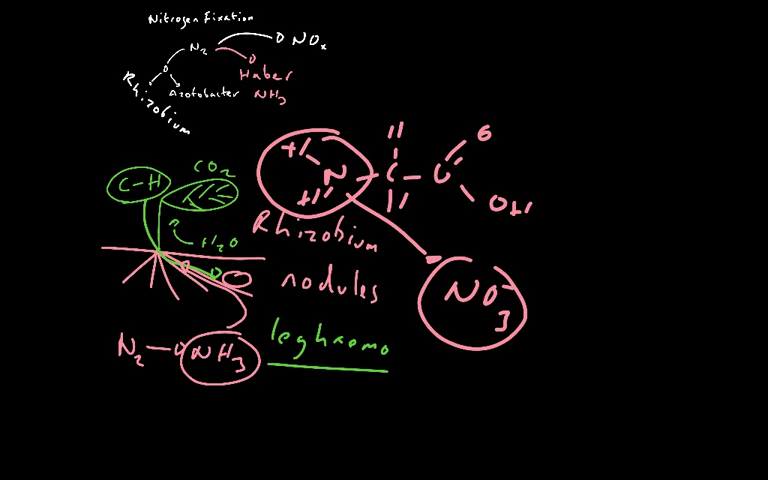 Nitrogen Fixation
N₂
NOx
Haber
NH₃
Rhizobium
Azotobacter
CO₂
C-H
H₂O
H
N
H
H
C
H
C
O
OH
Rhizobium
nodules
NO₃⁻
N₂ → NH₃
leghaemo